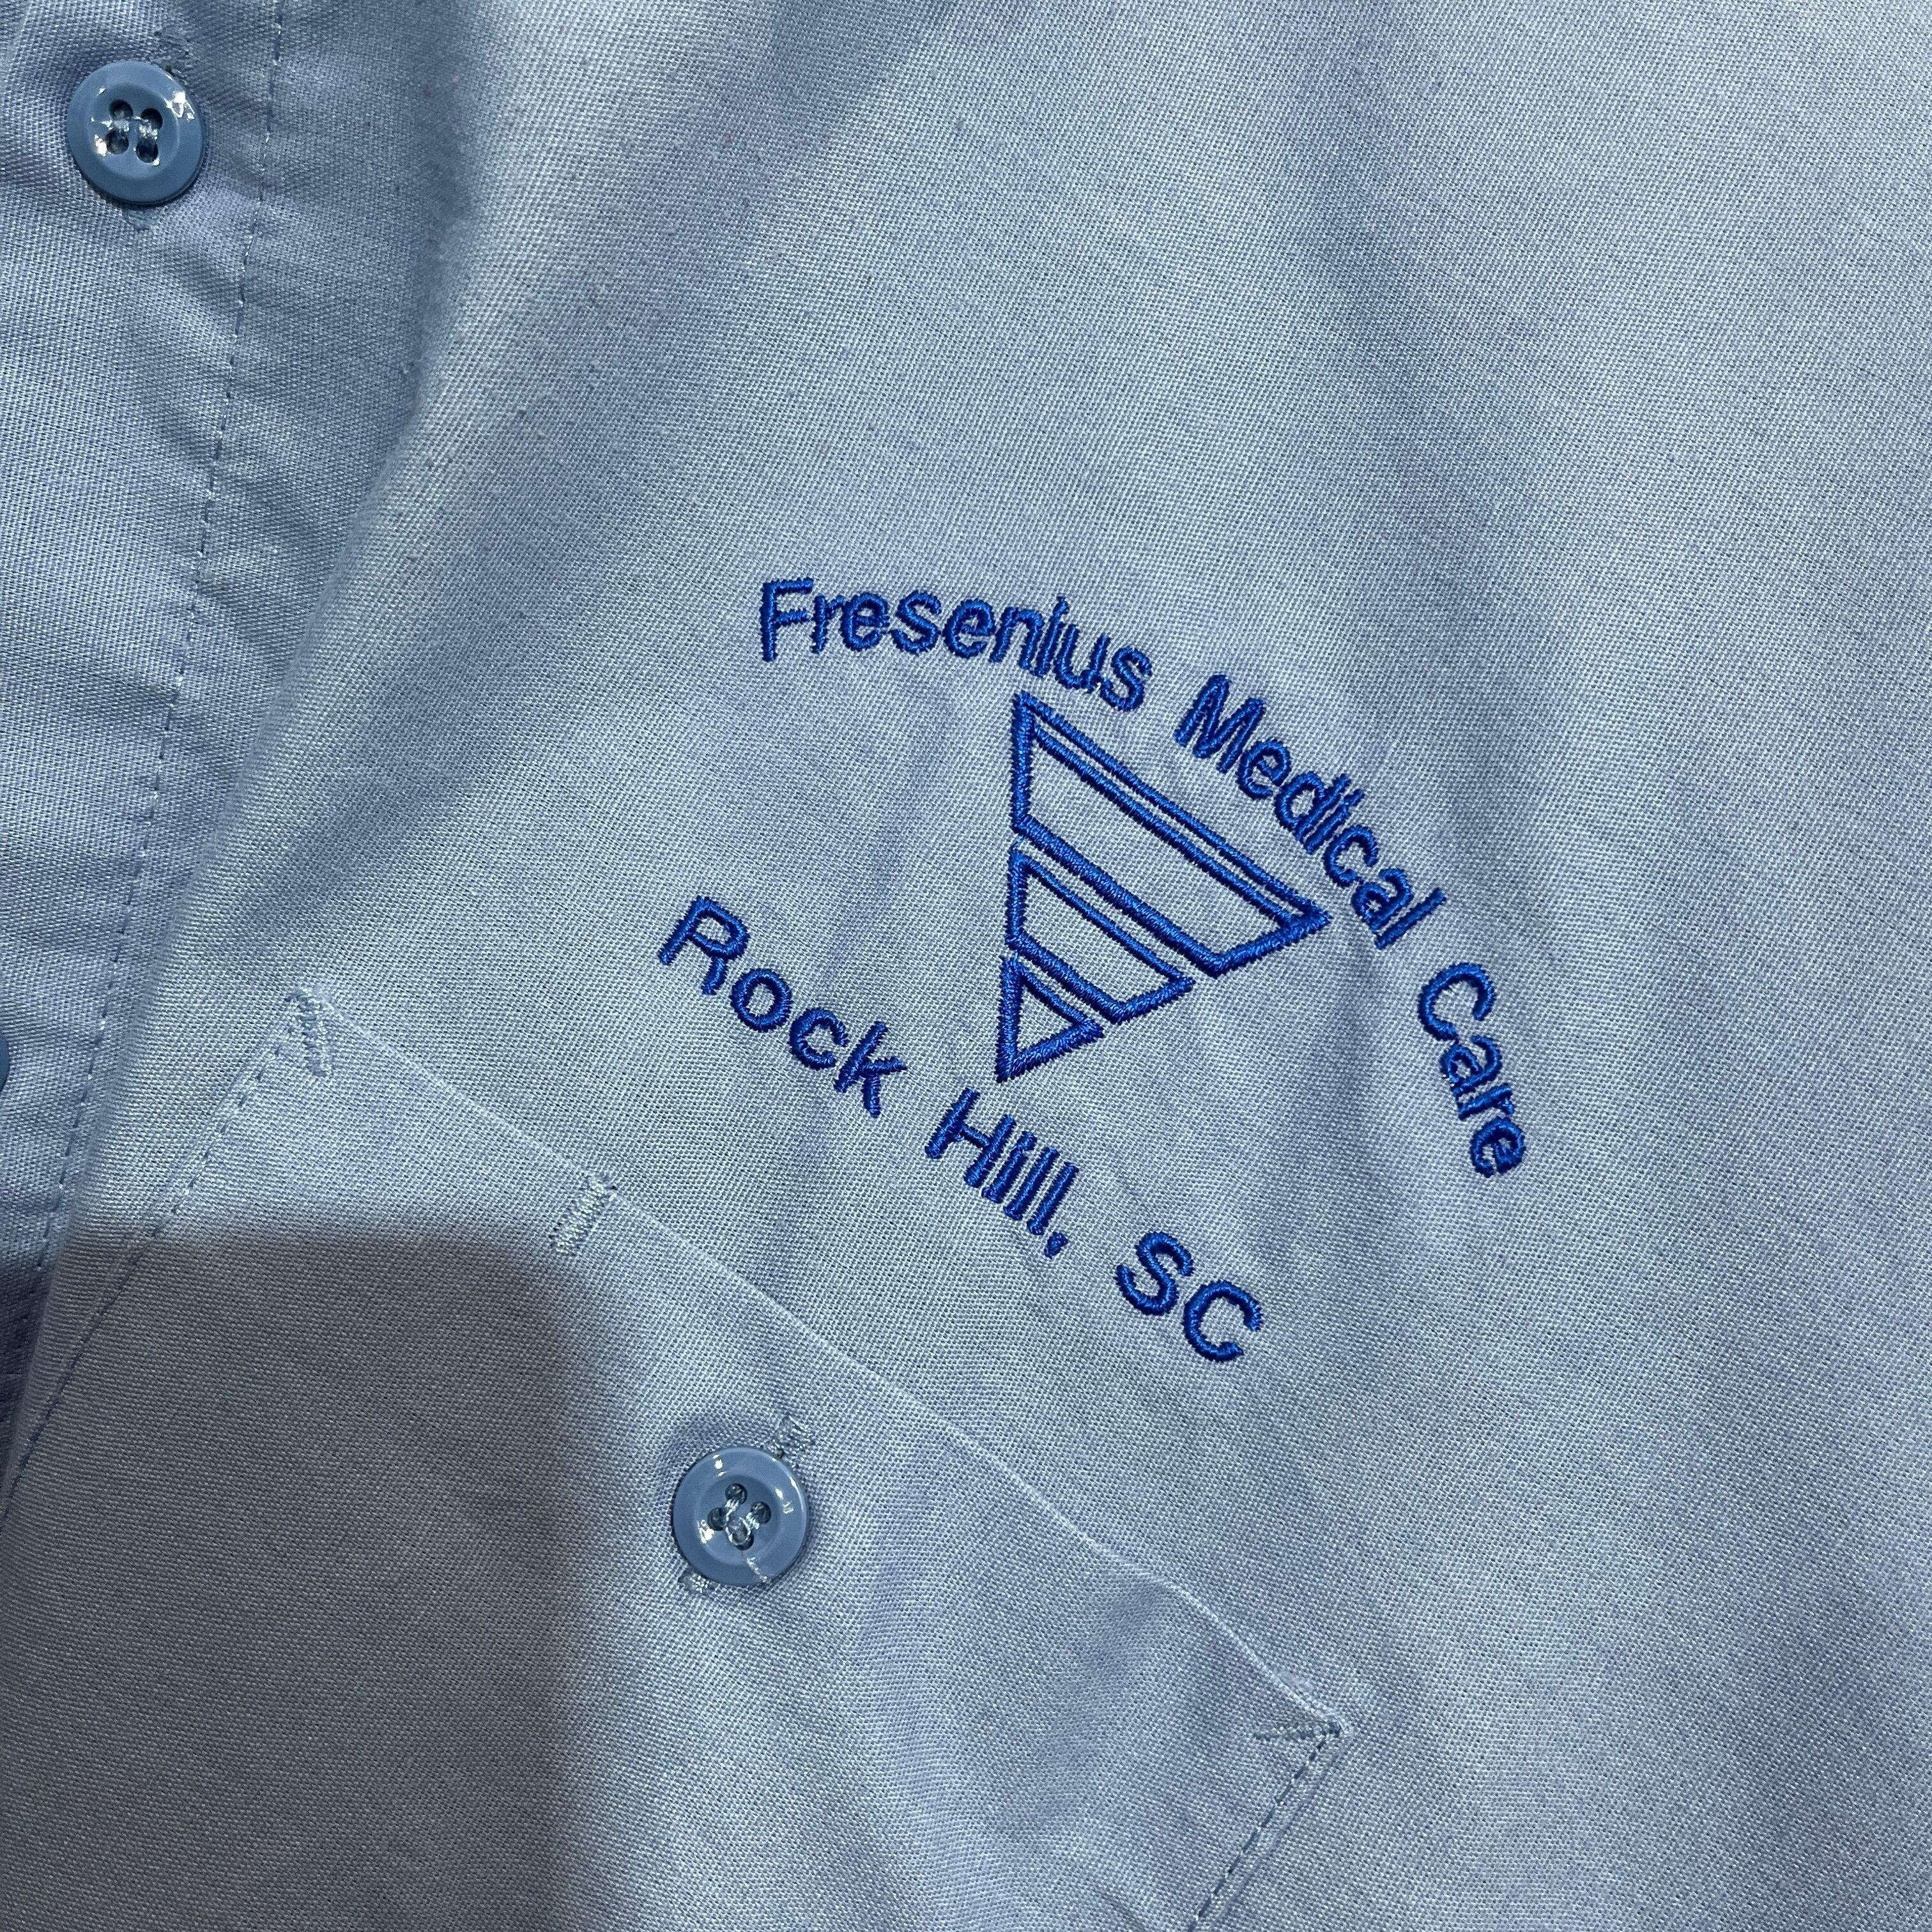 Fresenius Medical Care
Rock Hill, SC